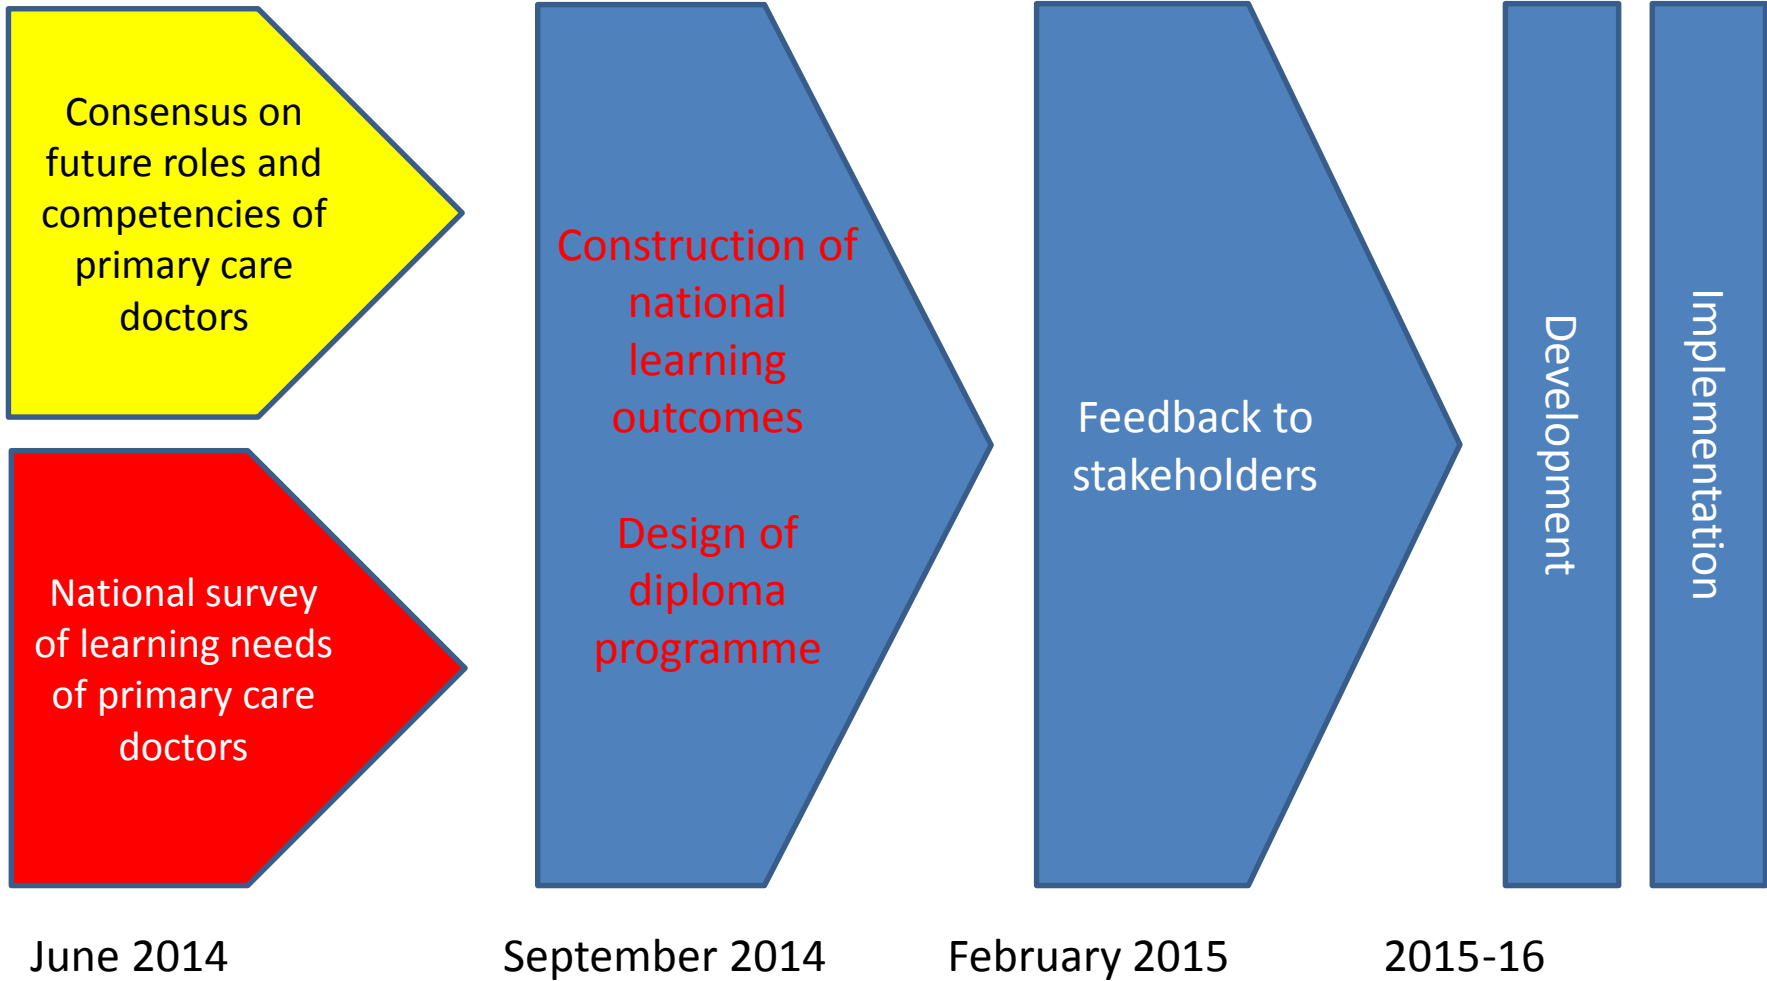 Consensus on
future roles and
competencies of
primary care
doctors
National survey
of learning needs
of primary care
doctors
Construction of
national
learning
outcomes
Design of
diploma
programme
Feedback to
stakeholders
Development
Implementation
June 2014
September 2014
February 2015
2015-16